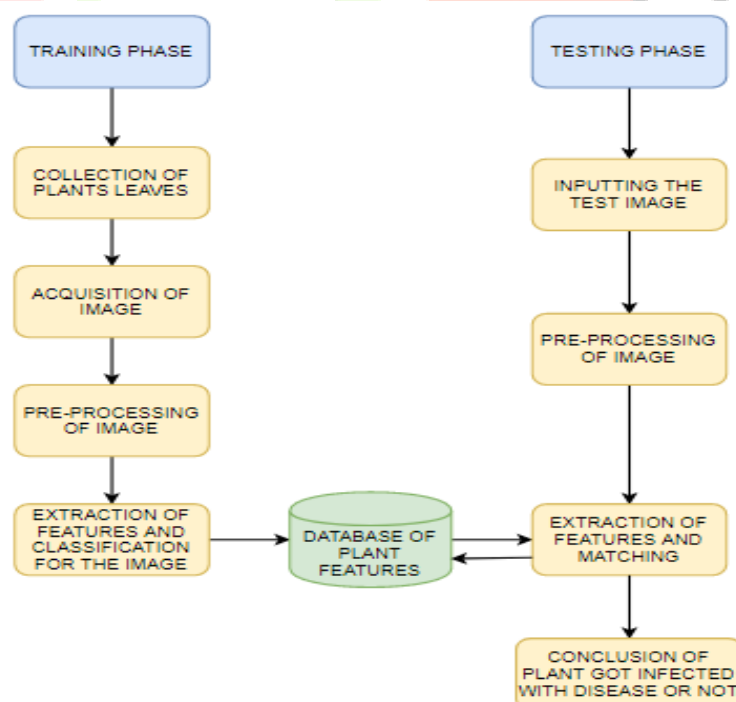 TRAINING PHASE
COLLECTION OF
PLANTS LEAVES
ACQUISITION OF
IMAGE
PRE-PROCESSING
OF IMAGE
EXTRACTION OF
FEATURES AND
CLASSIFICATION
FOR THE IMAGE
DATABASE OF
PLANT
FEATURES
TESTING PHASE
INPUTTING THE
TEST IMAGE
PRE-PROCESSING
OF IMAGE
EXTRACTION OF
FEATURES AND
MATCHING
CONCLUSION OF
PLANT GOT INFECTED
WITH DISEASE OR NOT